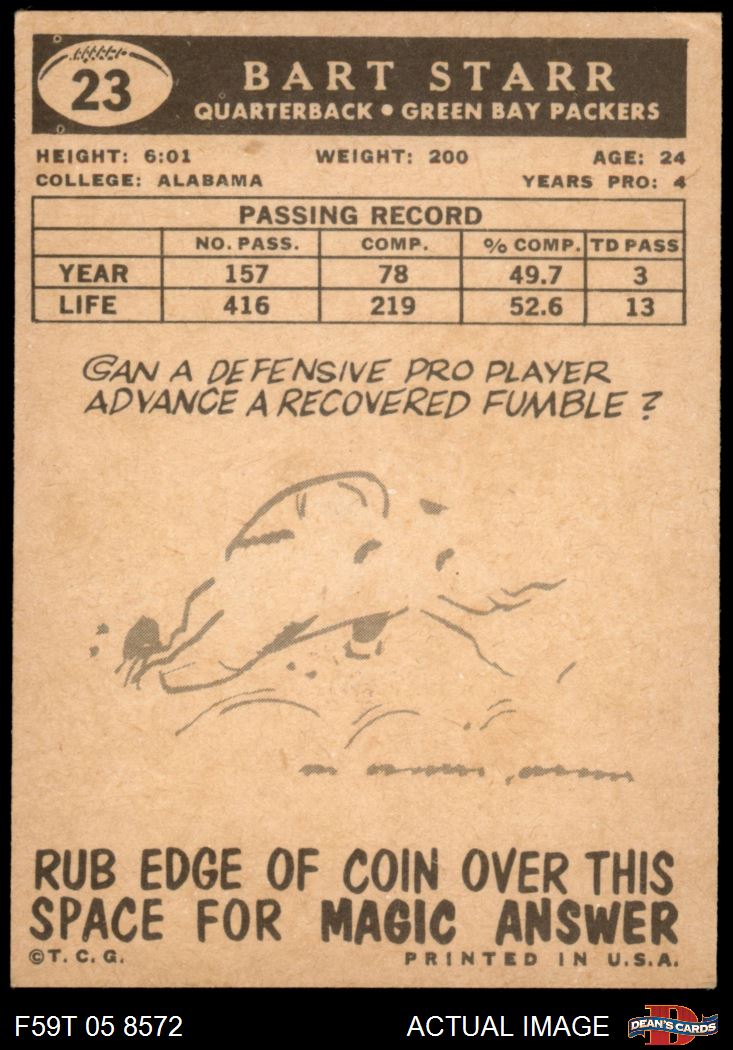 23
BART STARR
QUARTERBACK • GREEN BAY PACKERS
HEIGHT: 6:01 WEIGHT: 200 AGE: 24
COLLEGE: ALABAMA YEARS PRO: 4
PASSING RECORD
NO. PASS. COMP. % COMP. TD PASS
YEAR 157 78 49.7 3
LIFE 416 219 52.6 13
CAN A DEFENSIVE PRO PLAYER
ADVANCE A RECOVERED FUMBLE ?
RUB EDGE OF COIN OVER THIS
SPACE FOR MAGIC ANSWER
© T. C. G. PRINTED IN U.S.A.
F59T 05 8572 ACTUAL IMAGE D DEAN'S CARDS